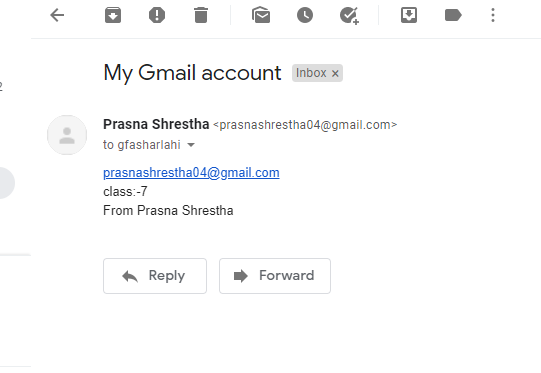 My Gmail account Inbox x
Prasna Shrestha <prasnashrestha04@gmail.com>
to gfasharlahi
prasnashrestha04@gmail.com
class:-7
From Prasna Shrestha
Reply Forward